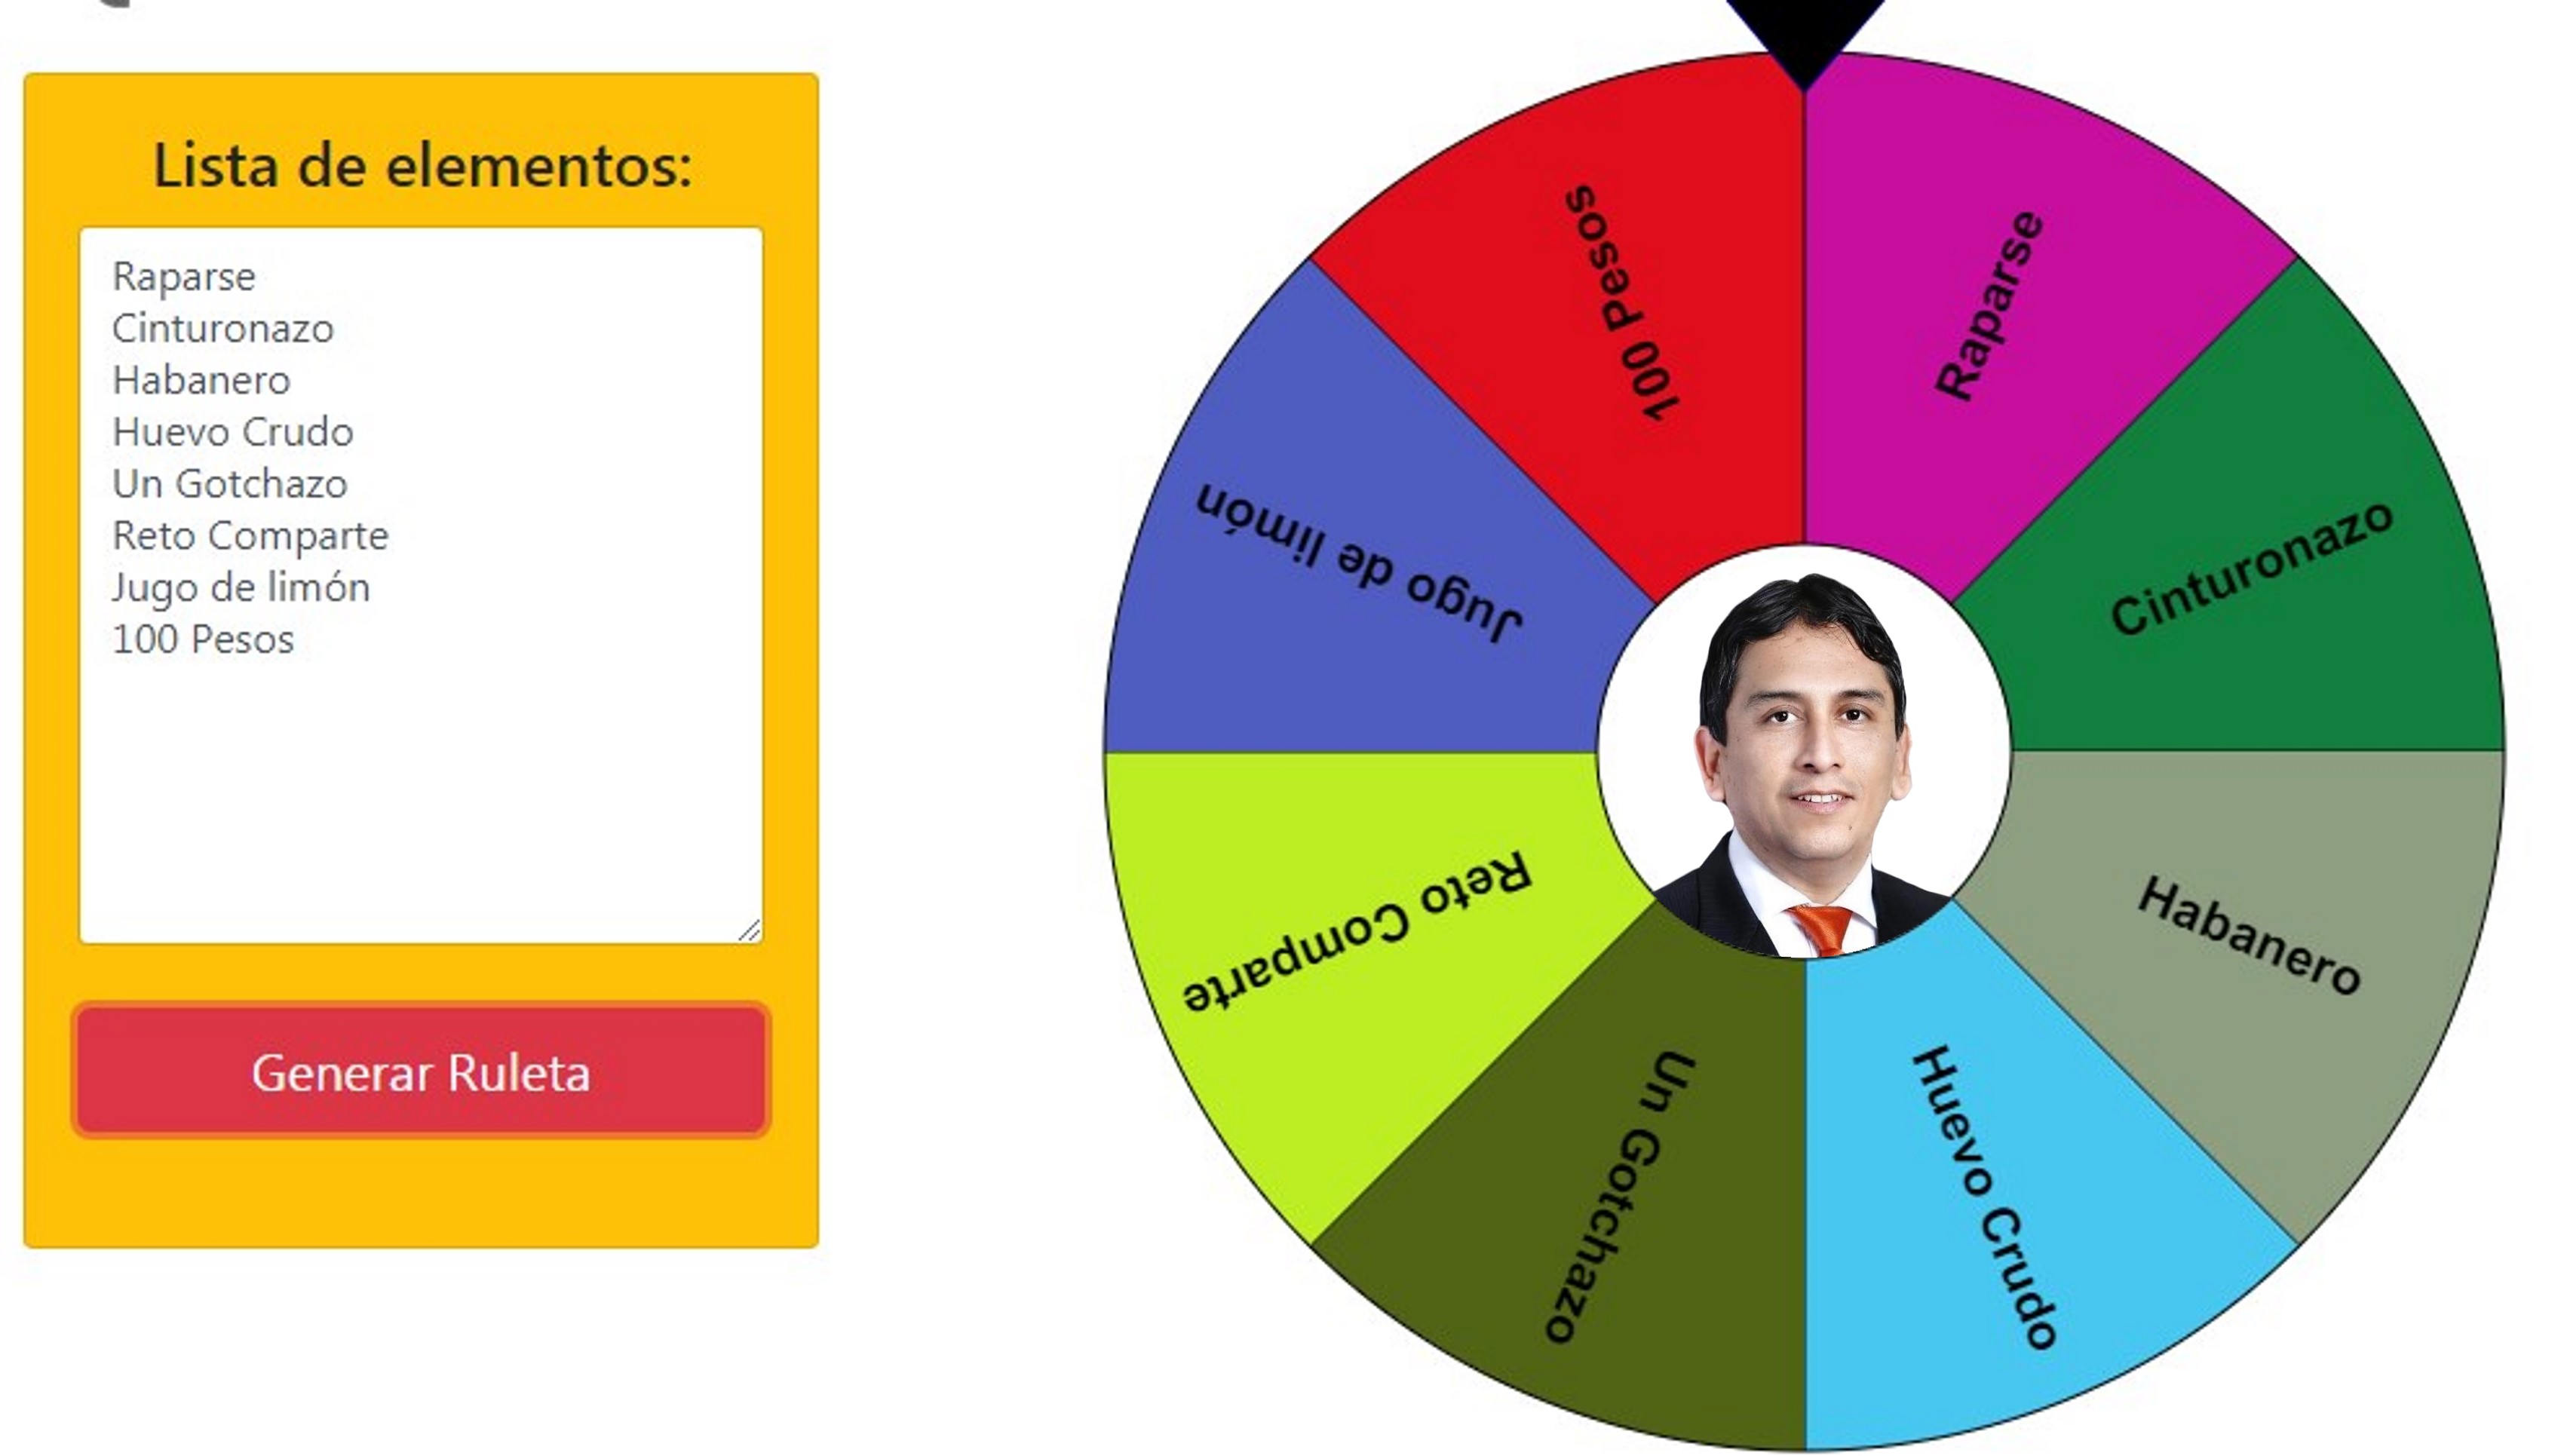 Lista de elementos:
Raparse
Cinturonazo
Habanero
Huevo Crudo
Un Gotchazo
Reto Comparte
Jugo de limón
100 Pesos
Generar Ruleta
Raparse
Cinturonazo
Habanero
Huevo Crudo
Un Gotchazo
Reto Comparte
Jugo de limón
100 Pesos